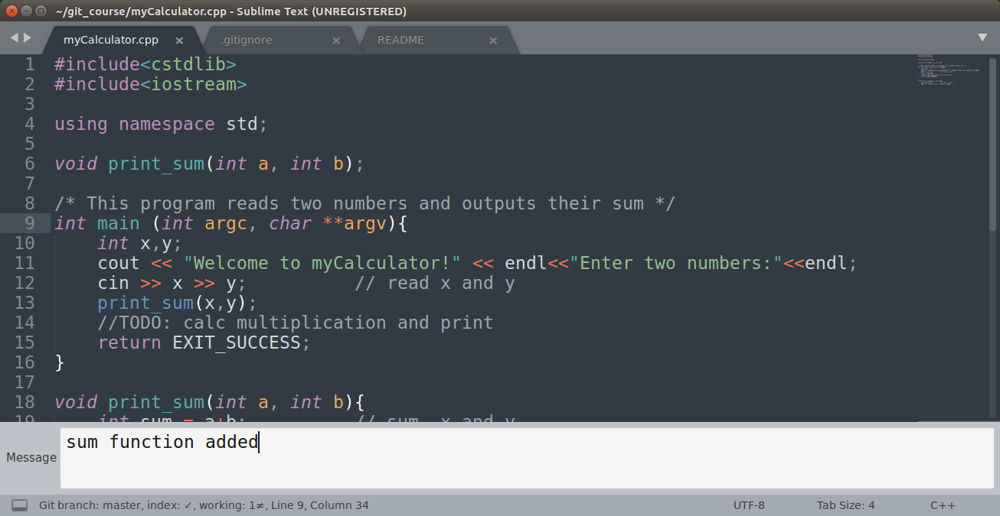 ~/git_course/myCalculator.cpp - Sublime Text (UNREGISTERED)
myCalculator.cpp × .gitignore × README ×
1 #include<cstdlib>
2 #include<iostream>
3
4 using namespace std;
5
6 void print_sum(int a, int b);
7
8 /* This program reads two numbers and outputs their sum */
9 int main (int argc, char **argv){
10 int x,y;
11 cout << "Welcome to myCalculator!" << endl<<"Enter two numbers:"<<endl;
12 cin >> x >> y; // read x and y
13 print_sum(x,y);
14 //TODO: calc multiplication and print
15 return EXIT_SUCCESS;
16 }
17
18 void print_sum(int a, int b){
19 int sum = a+b; // sum x and y
Message sum function added
Git branch: master, index: ✓, working: 1≠, Line 9, Column 34 UTF-8 Tab Size: 4 C++